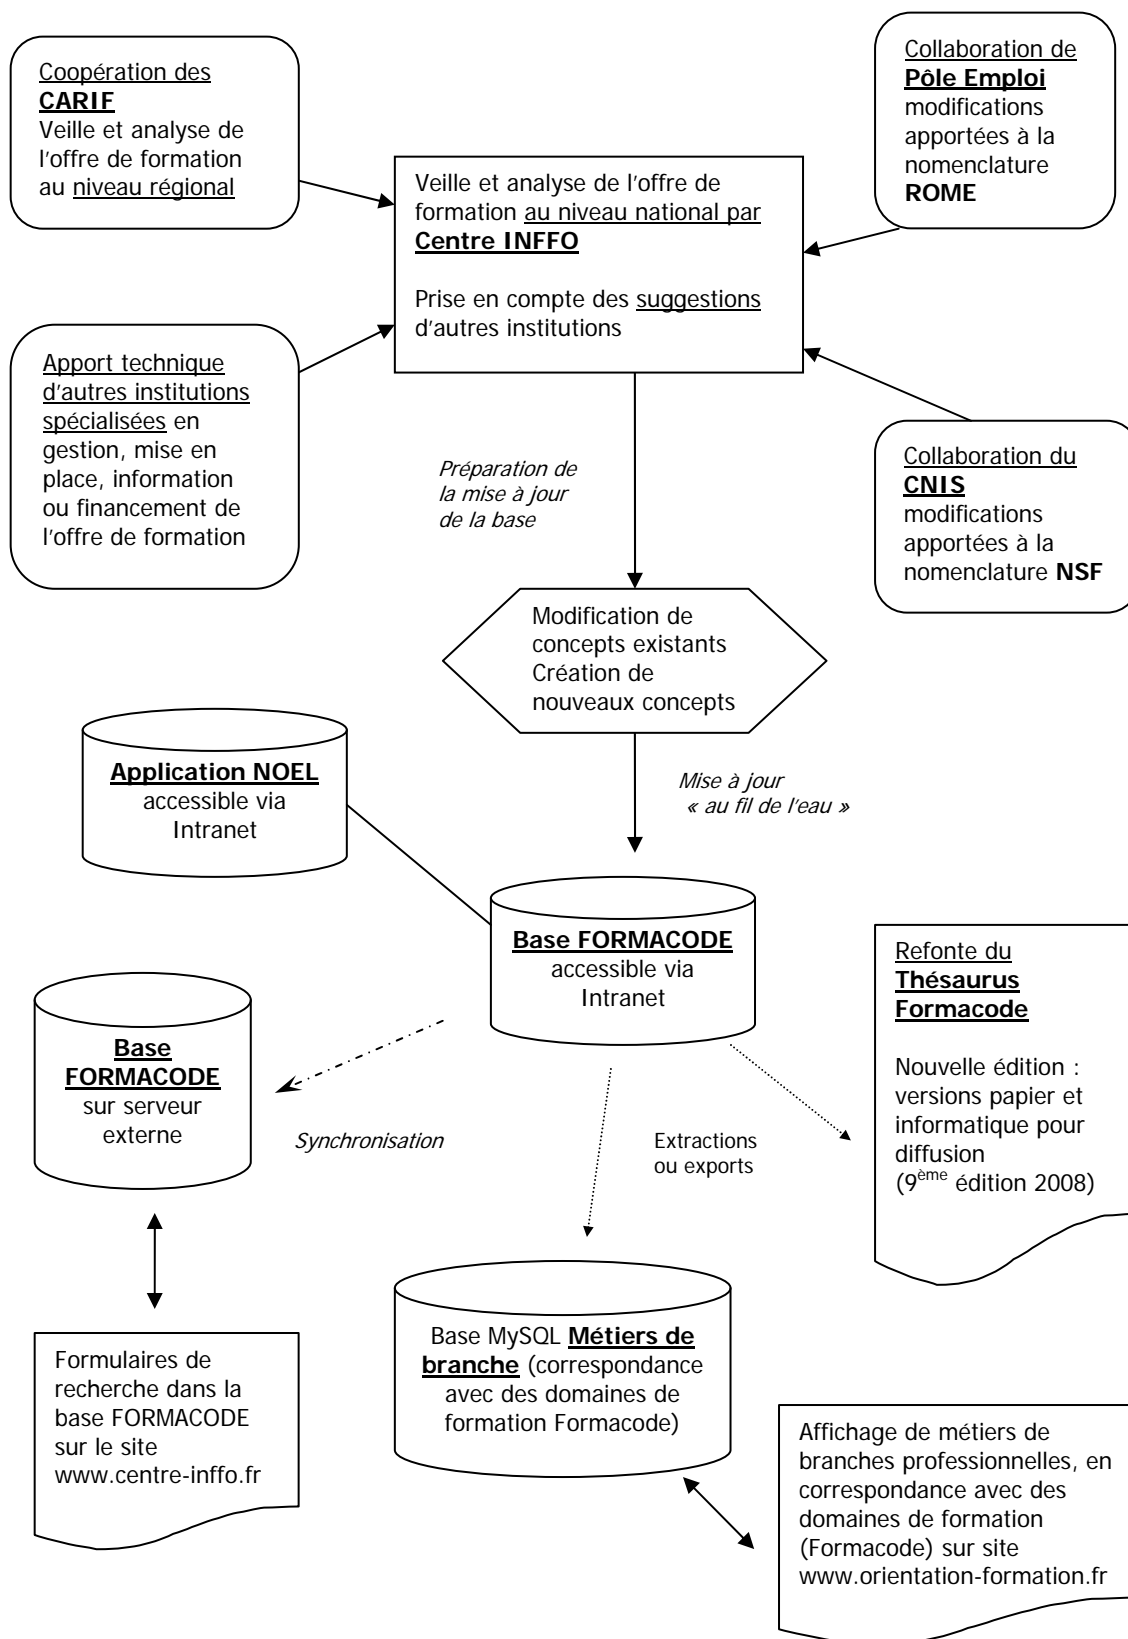 Coopération des
CARIF
Veille et analyse de
l'offre de formation
au niveau régional
Collaboration de
Pôle Emploi
modifications
apportées à la
nomenclature
ROME
Veille et analyse de l'offre de
formation au niveau national par
Centre INFFO
Prise en compte des suggestions
d'autres institutions
Apport technique
d'autres institutions
spécialisées en
gestion, mise en
place, information
ou financement de
l'offre de formation
Collaboration du
CNIS
modifications
apportées à la
nomenclature NSF
Préparation de
la mise à jour
de la base
Modification de
concepts existants
Création de
nouveaux concepts
Application NOEL
accessible via
Intranet
Mise à jour
« au fil de l'eau »
Base FORMACODE
accessible via
Intranet
Refonte du
Thésaurus
Formacode
Nouvelle édition :
versions papier et
informatique pour
diffusion
(9ème édition 2008)
Base
FORMACODE
sur serveur
externe
Synchronisation
Extractions
ou exports
Formulaires de
recherche dans la
base FORMACODE
sur le site
www.centre-inffo.fr
Base MySQL Métiers de
branche (correspondance
avec des domaines de
formation Formacode)
Affichage de métiers de
branches professionnelles, en
correspondance avec des
domaines de formation
(Formacode) sur site
www.orientation-formation.fr